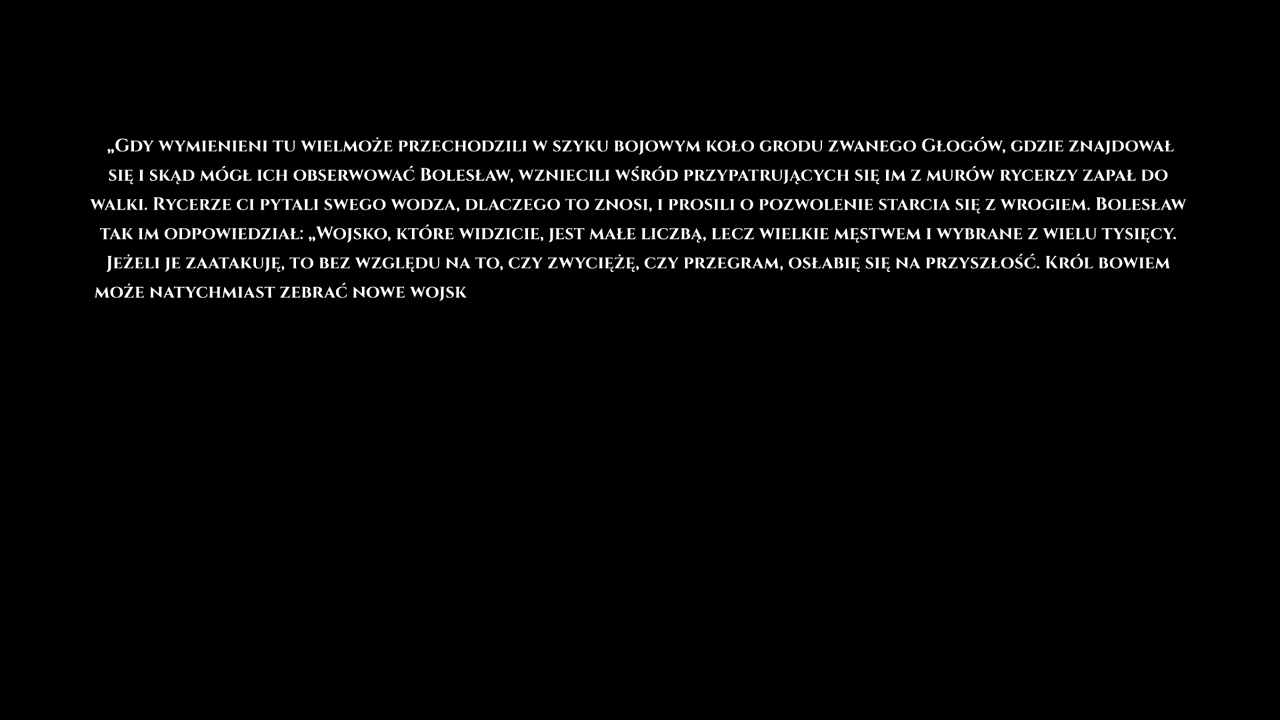 „Gdy wymienieni tu wielmoże przechodzili w szyku bojowym koło grodu zwanego Głogów, gdzie znajdował
się i skąd mógł ich obserwować Bolesław, wzniecili wśród przypatrujących się im z murów rycerzy zapał do
walki. Rycerze ci pytali swego wodza, dlaczego to znosi, i prosili o pozwolenie starcia się z wrogiem. Bolesław
tak im odpowiedział: „Wojsko, które widzicie, jest małe liczbą, lecz wielkie męstwem i wybrane z wielu tysięcy.
Jeżeli je zaatakuję, to bez względu na to, czy zwyciężę, czy przegram, osłabię się na przyszłość. Król bowiem
może natychmiast zebrać nowe wojsk